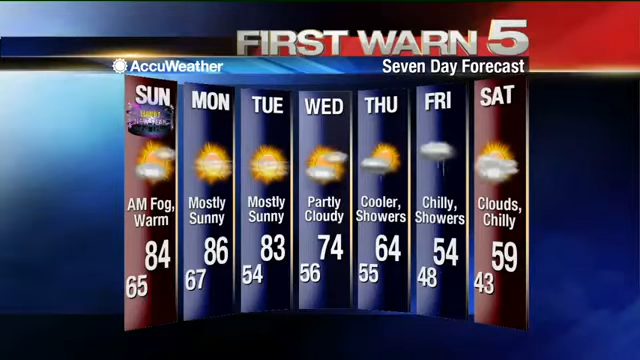 FIRST WARN 5
AccuWeather
Seven Day Forecast
SUN
MON
TUE
WED
THU
FRI
SAT
AM Fog,
Warm
Mostly
Sunny
Mostly
Sunny
Partly
Cloudy
Cooler,
Showers
Chilly,
Showers
Clouds,
Chilly
84
86
83
74
64
54
59
65
67
54
56
55
48
43